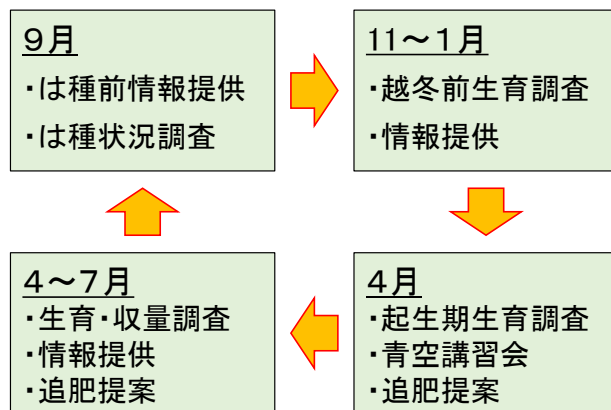 ９月
・は種前情報提供
・は種状況調査
11～１月
・越冬前生育調査
・情報提供
４月
・起生期生育調査
・青空講習会
・追肥提案
４～７月
・生育・収量調査
・情報提供
・追肥提案